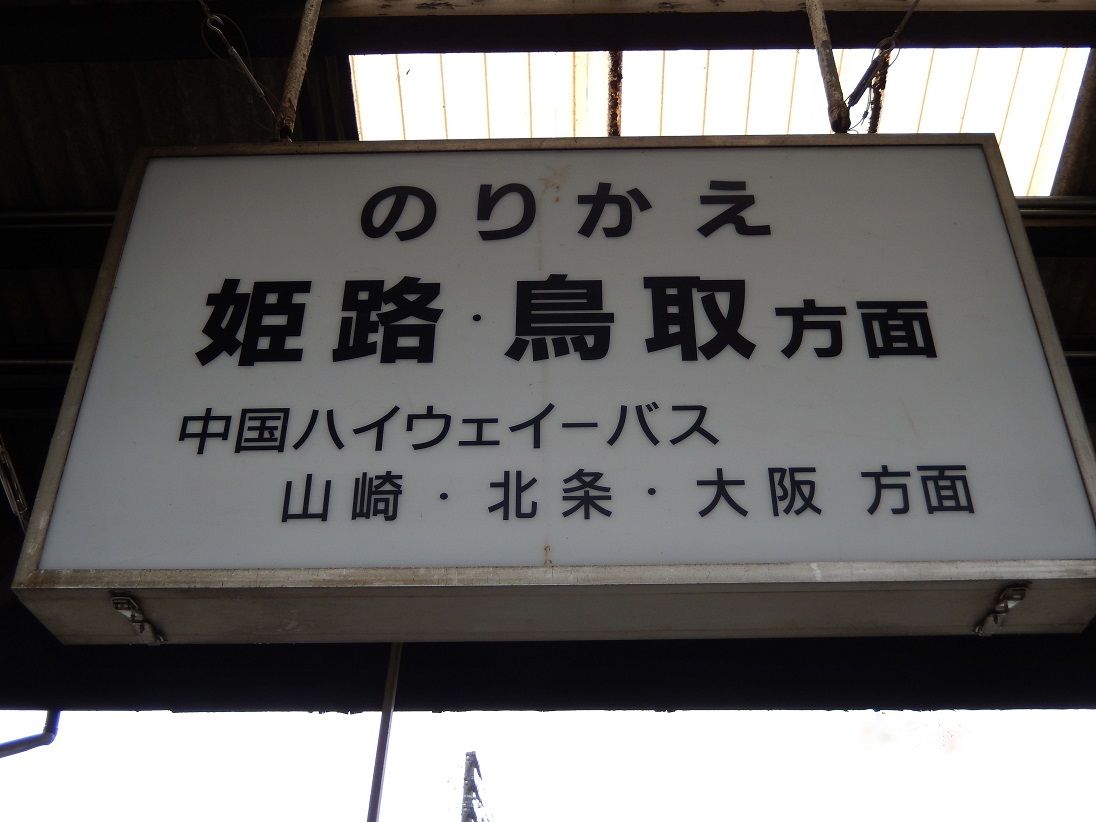 のりかえ
姫路・鳥取方面
中国ハイウェイーバス
山崎・北条・大阪 方面